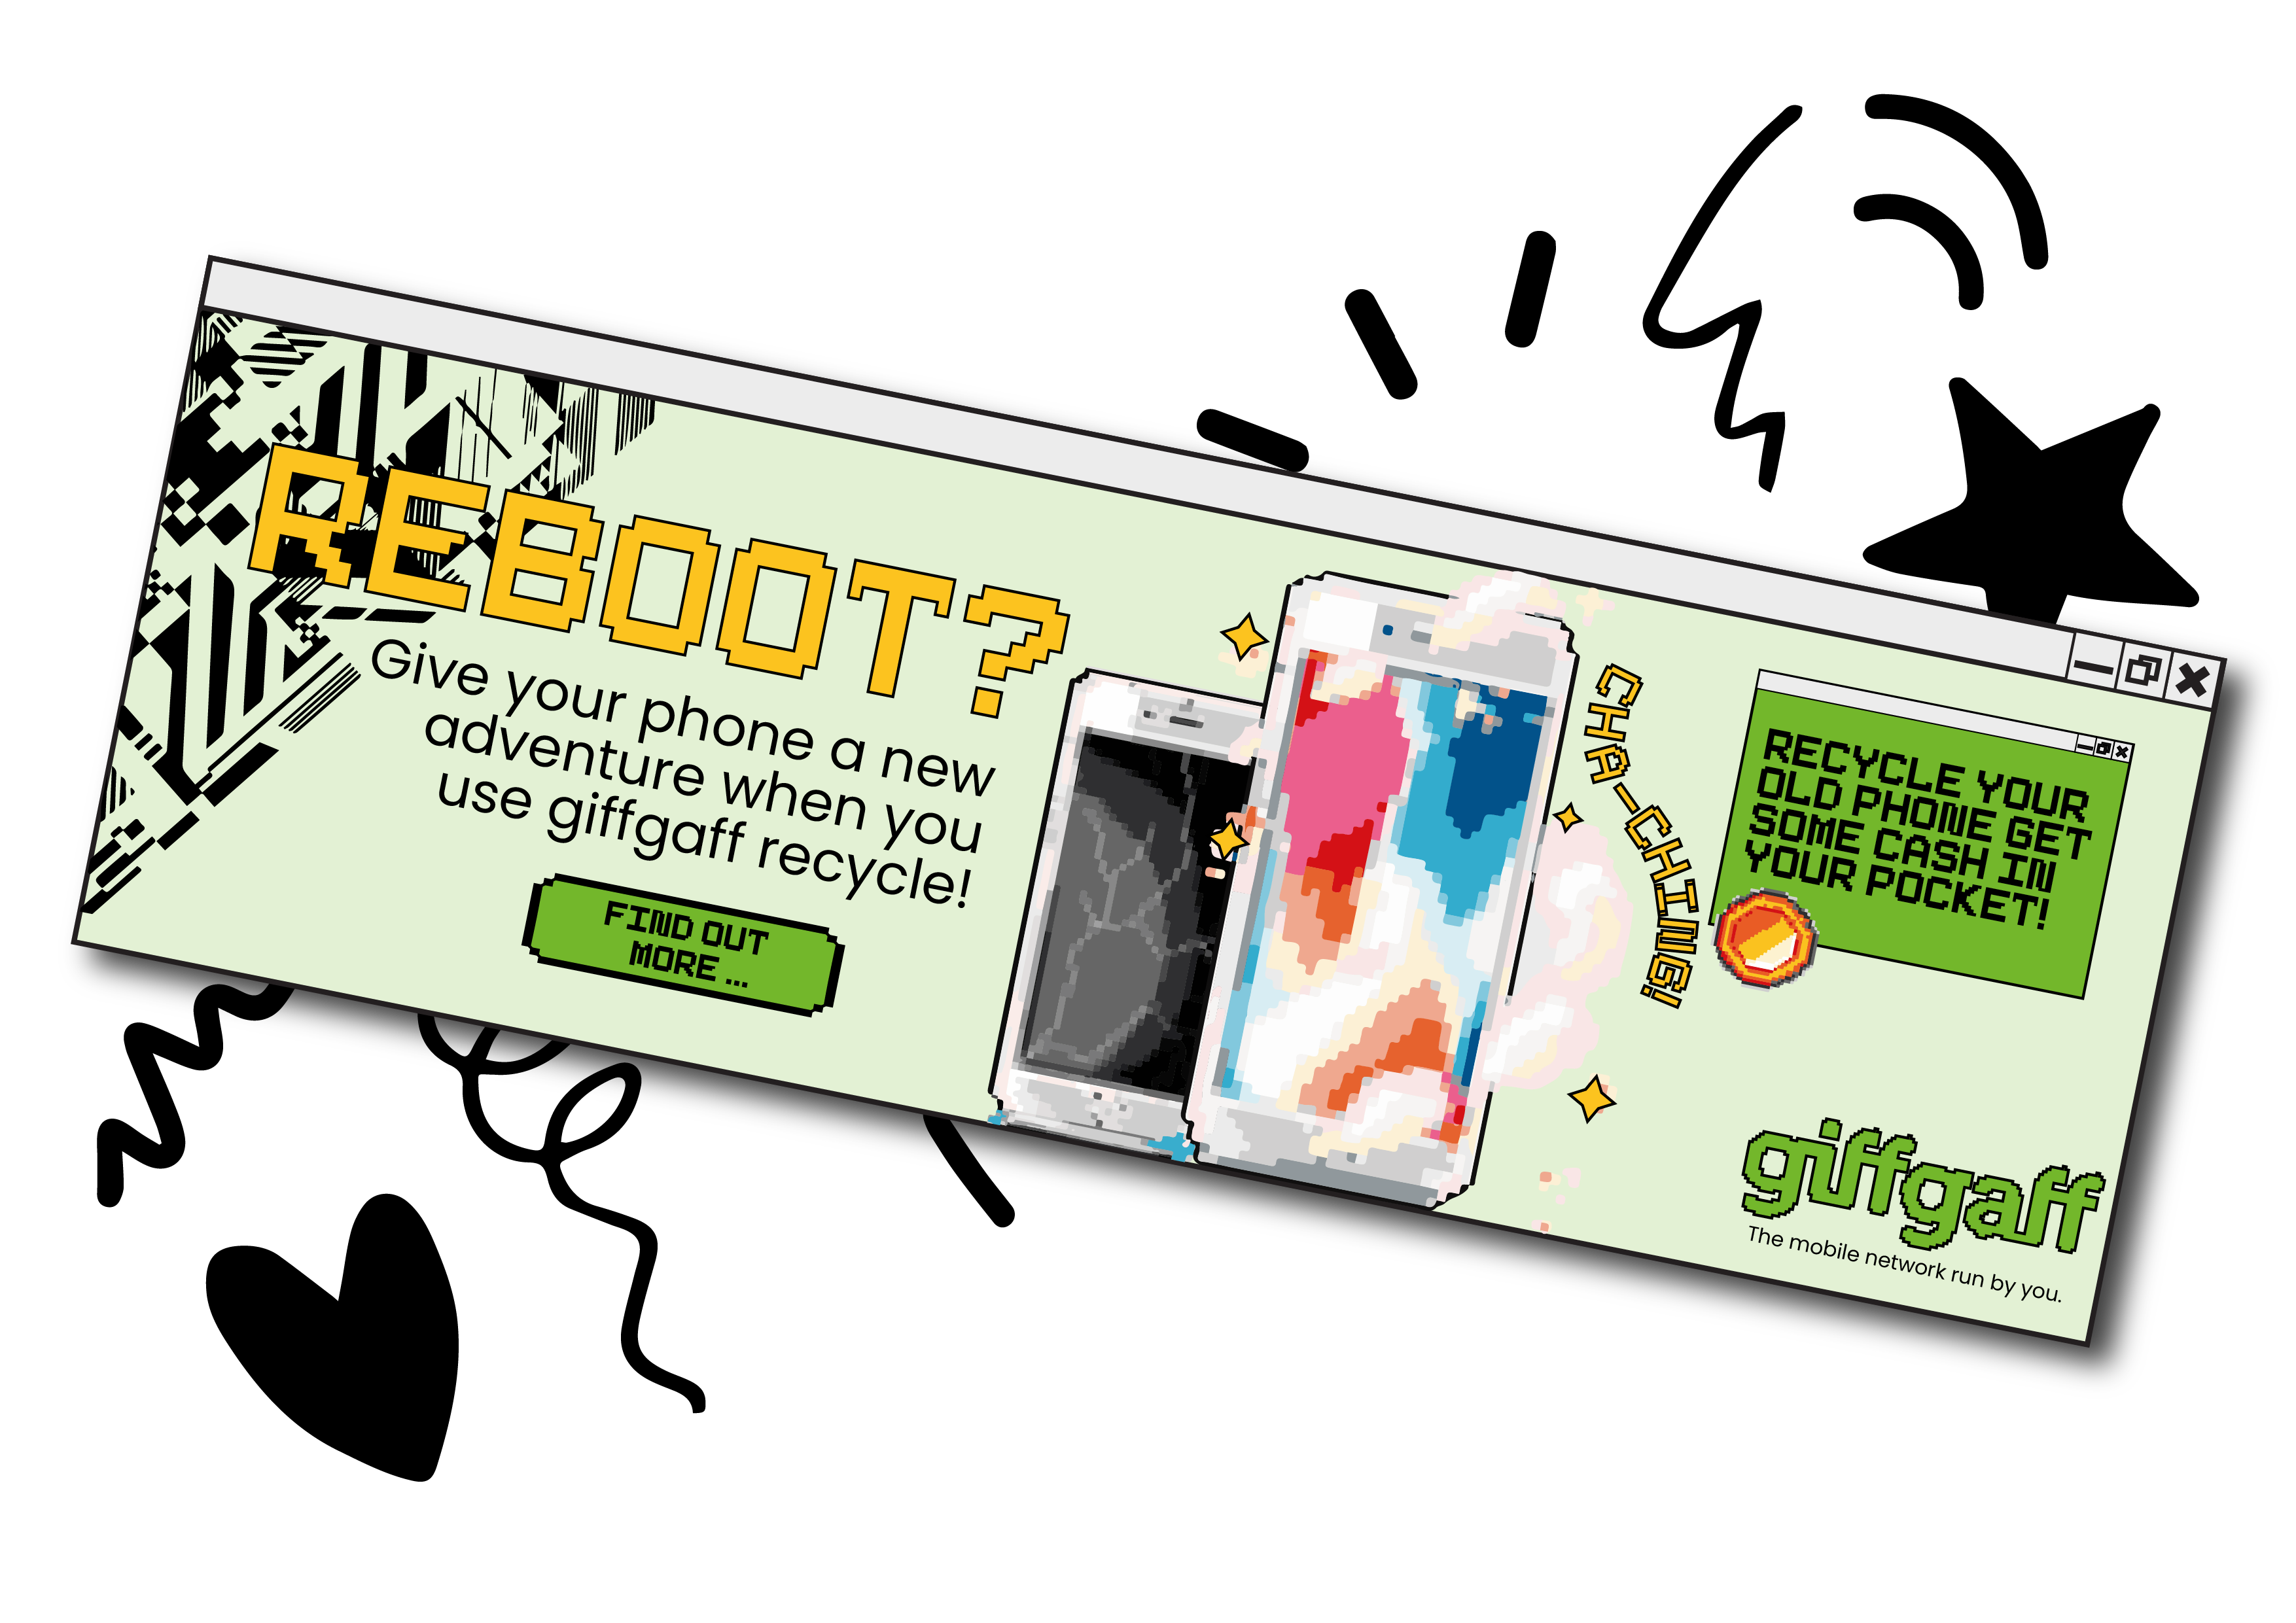 REBOOT?
Give your phone a new
adventure when you
use giffgaff recycle!
FIND OUT
MORE ...
CHA-CHING!
RECYCLE YOUR
OLD PHONE GET
SOME CASH IN
YOUR POCKET!
giffgaff
The mobile network run by you.